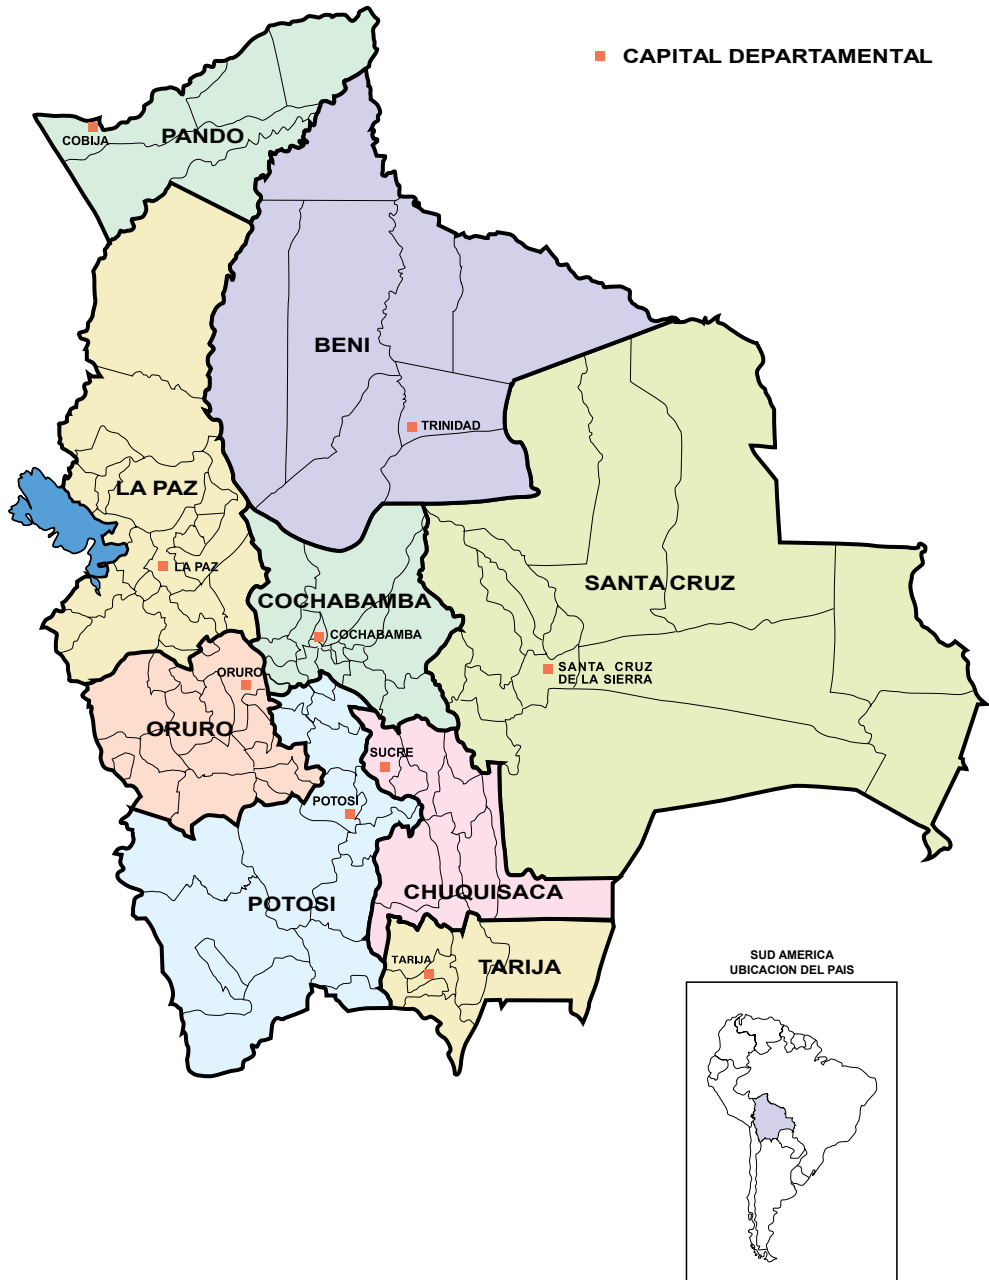 CAPITAL DEPARTAMENTAL
COBIJA
PANDO
BENI
TRINIDAD
LA PAZ
LA PAZ
SANTA CRUZ
COCHABAMBA
COCHABAMBA
SANTA CRUZ
DE LA SIERRA
ORURO
ORURO
SUCRE
POTOSI
CHUQUISACA
POTOSI
TARIJA
TARIJA
SUD AMERICA
UBICACION DEL PAIS